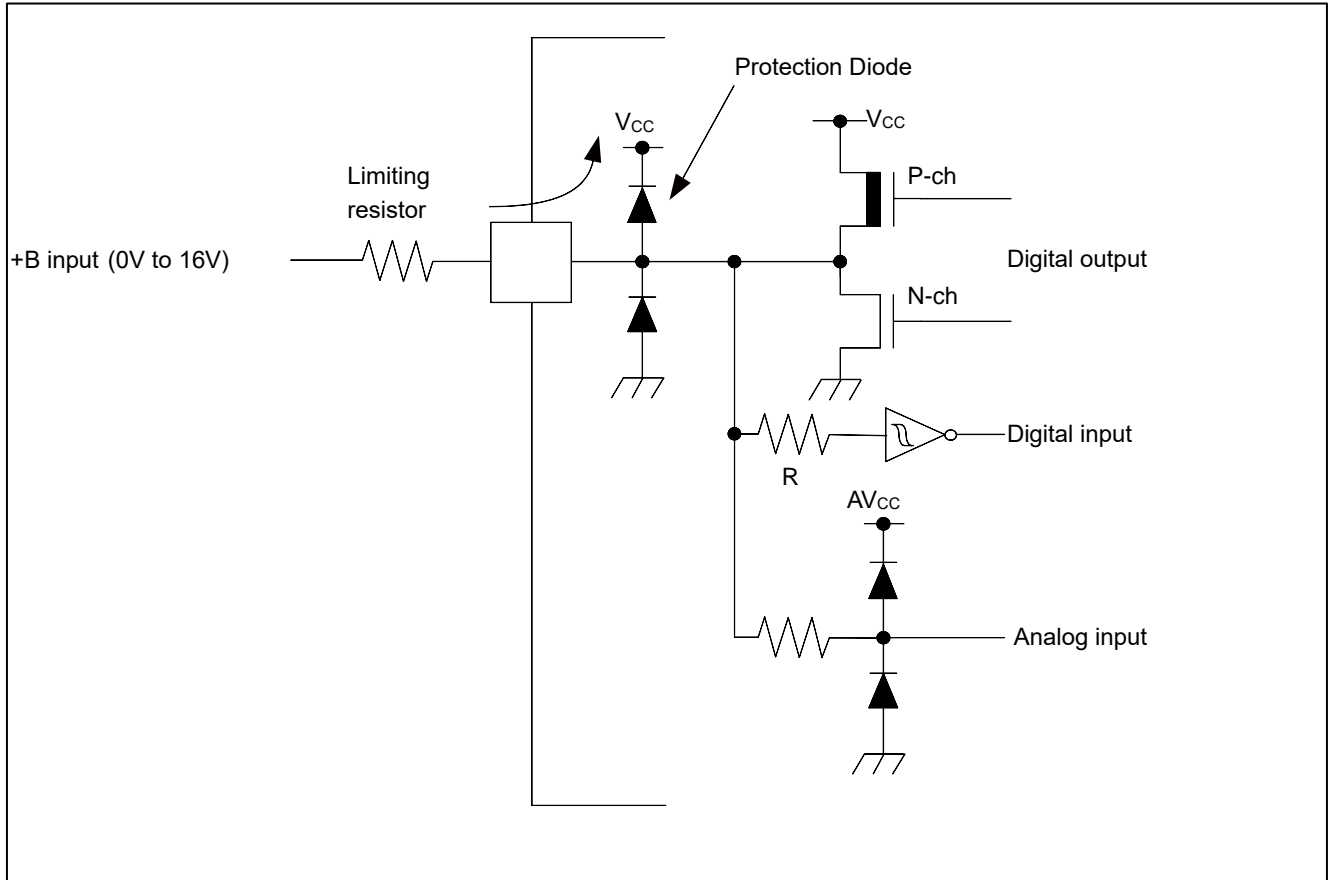 Protection Diode
VCC
VCC
Limiting
resistor
P-ch
+B input (0V to 16V)
Digital output
N-ch
Digital input
R
AVCC
Analog input